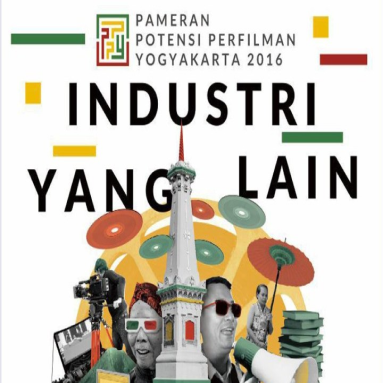 PAMERAN
POTENSI PERFILMAN
YOGYAKARTA 2016
INDUSTRI
YANG LAIN